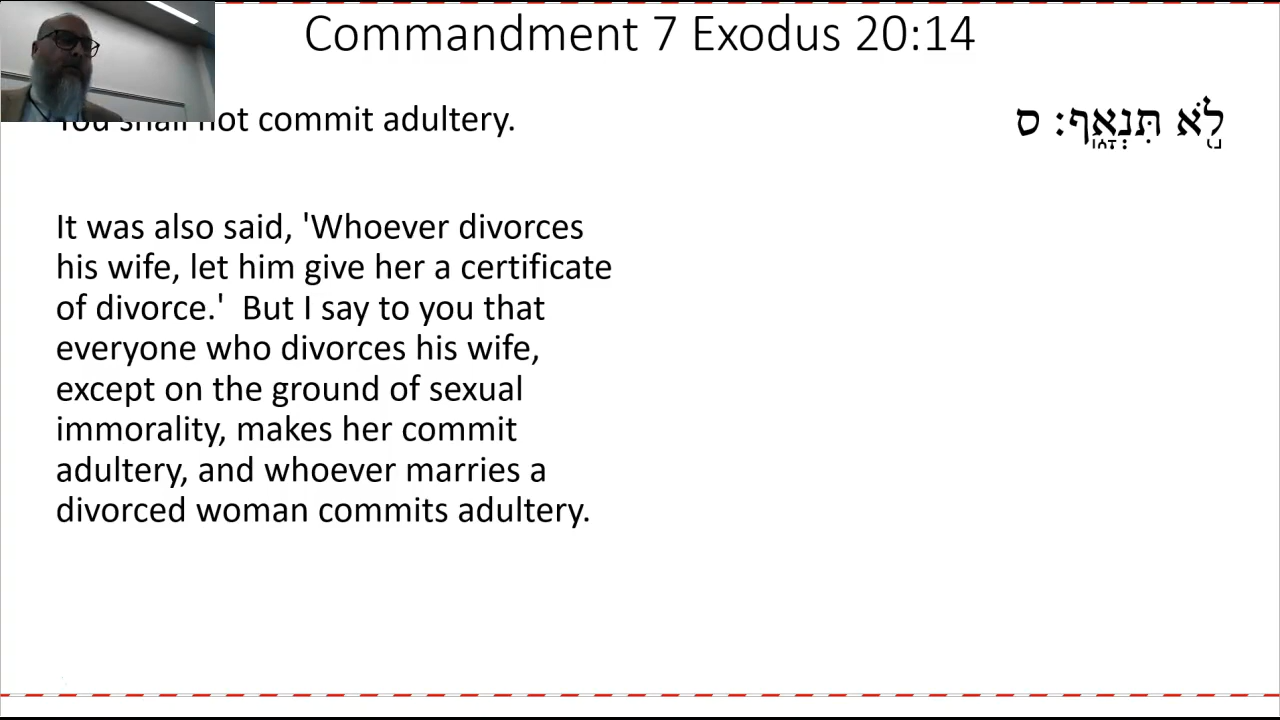 Commandment 7 Exodus 20:14
You shall not commit adultery.
לֹ֖א תִּנְאָ֑ף׃ ס
It was also said, 'Whoever divorces
his wife, let him give her a certificate
of divorce.' But I say to you that
everyone who divorces his wife,
except on the ground of sexual
immorality, makes her commit
adultery, and whoever marries a
divorced woman commits adultery.